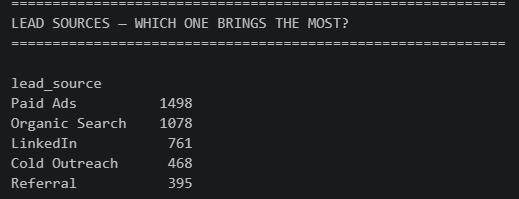 ============================================================
LEAD SOURCES — WHICH ONE BRINGS THE MOST?
============================================================
lead_source
Paid Ads 1498
Organic Search 1078
LinkedIn 761
Cold Outreach 468
Referral 395